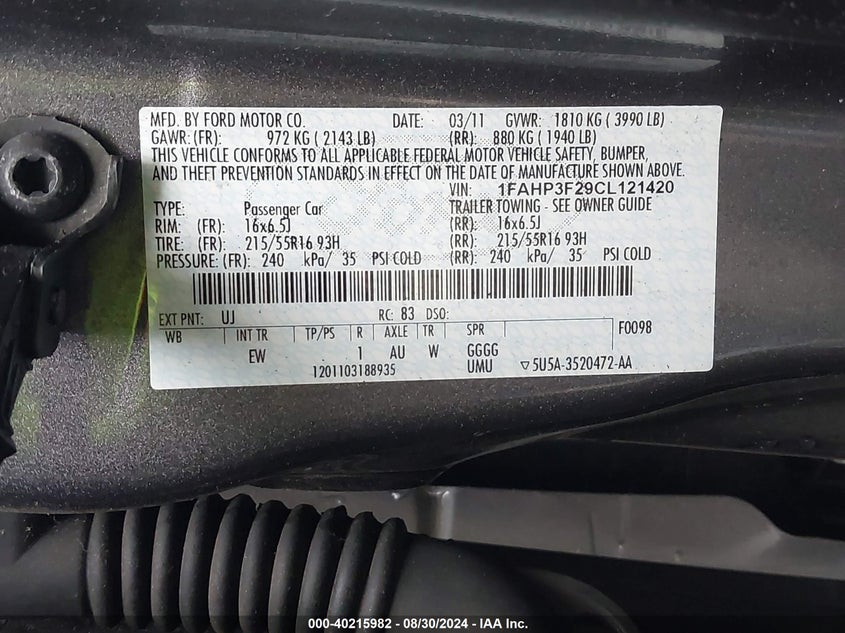 MFD. BY FORD MOTOR CO. DATE: 03/11 GVWR: 1810 KG ( 3990 LB)
GAWR: (FR): 972 KG ( 2143 LB) (RR): 880 KG ( 1940 LB)
THIS VEHICLE CONFORMS TO ALL APPLICABLE FEDERAL MOTOR VEHICLE SAFETY, BUMPER,
AND THEFT PREVENTION STANDARDS IN EFFECT ON THE DATE OF MANUFACTURE SHOWN ABOVE.
VIN: 1FAHP3F29CL121420
TYPE: Passenger Car TRAILER TOWING - SEE OWNER GUIDE
RIM: (FR): 16x6.5J (RR): 16x6.5J
TIRE: (FR): 215/55R16 93H (RR): 215/55R16 93H
PRESSURE: (FR): 240 kPa/ 35 PSI COLD (RR): 240 kPa/ 35 PSI COLD
EXT PNT: UJ RC: 83 DSO:
WB INT TR TP/PS R AXLE TR SPR F0098
EW 1 AU W GGGG
1201103188935 UMU ▽5U5A-3520472-AA
000-40215982 - 08/30/2024 - IAA Inc.